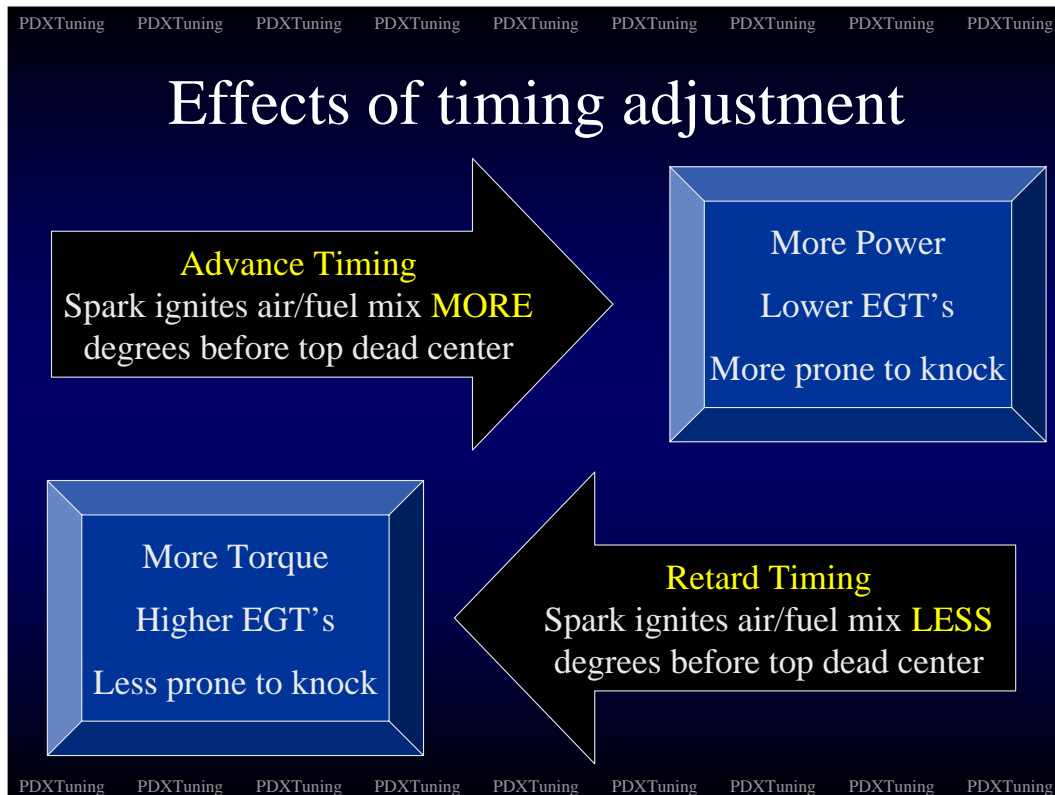 PDXTuning PDXTuning PDXTuning PDXTuning PDXTuning PDXTuning PDXTuning PDXTuning PDXTuning
Effects of timing adjustment
Advance Timing
Spark ignites air/fuel mix MORE
degrees before top dead center
More Power
Lower EGT’s
More prone to knock
More Torque
Higher EGT’s
Less prone to knock
Retard Timing
Spark ignites air/fuel mix LESS
degrees before top dead center
PDXTuning PDXTuning PDXTuning PDXTuning PDXTuning PDXTuning PDXTuning PDXTuning PDXTuning